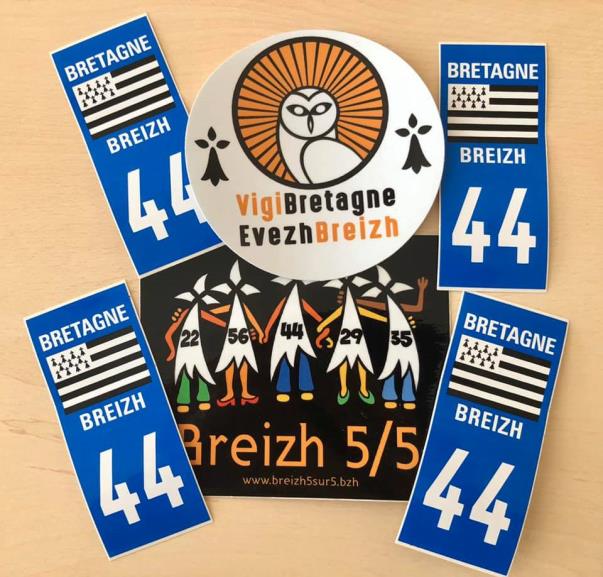 BRETAGNE
BREIZH
44
VigiBretagne
EvezhBreizh
BRETAGNE
BREIZH
44
22 56 44 29 35
Breizh 5/5
www.breizh5sur5.bzh
BRETAGNE
BREIZH
44
BRETAGNE
BREIZH
44